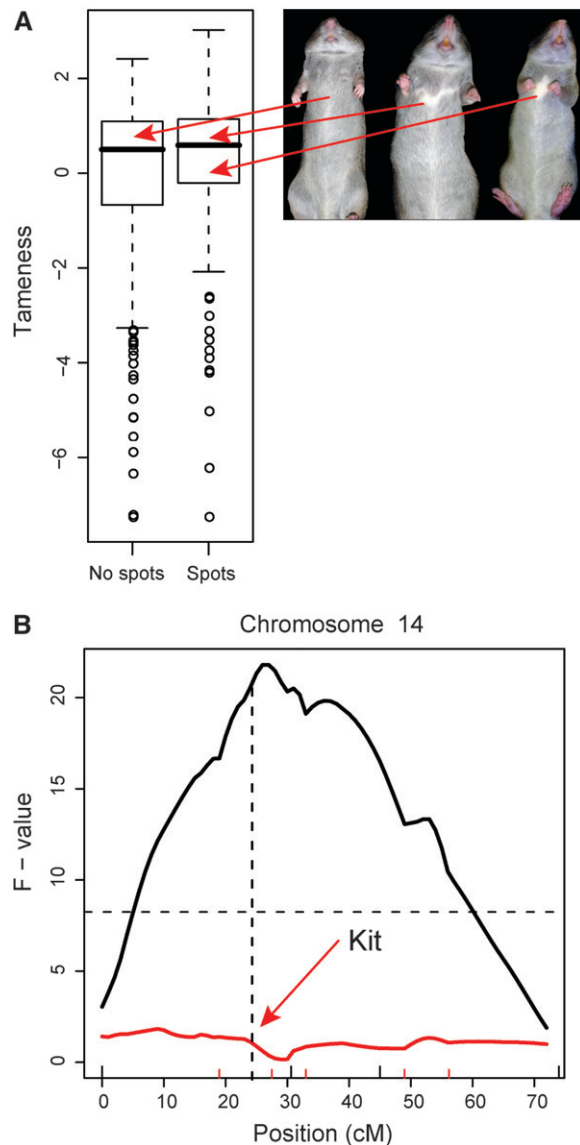 A
2
0
−2
−4
−6
Tameness
No spots
Spots
B
Chromosome 14
20
15
10
5
0
F − value
Kit
0
10
20
30
40
50
60
70
Position (cM)